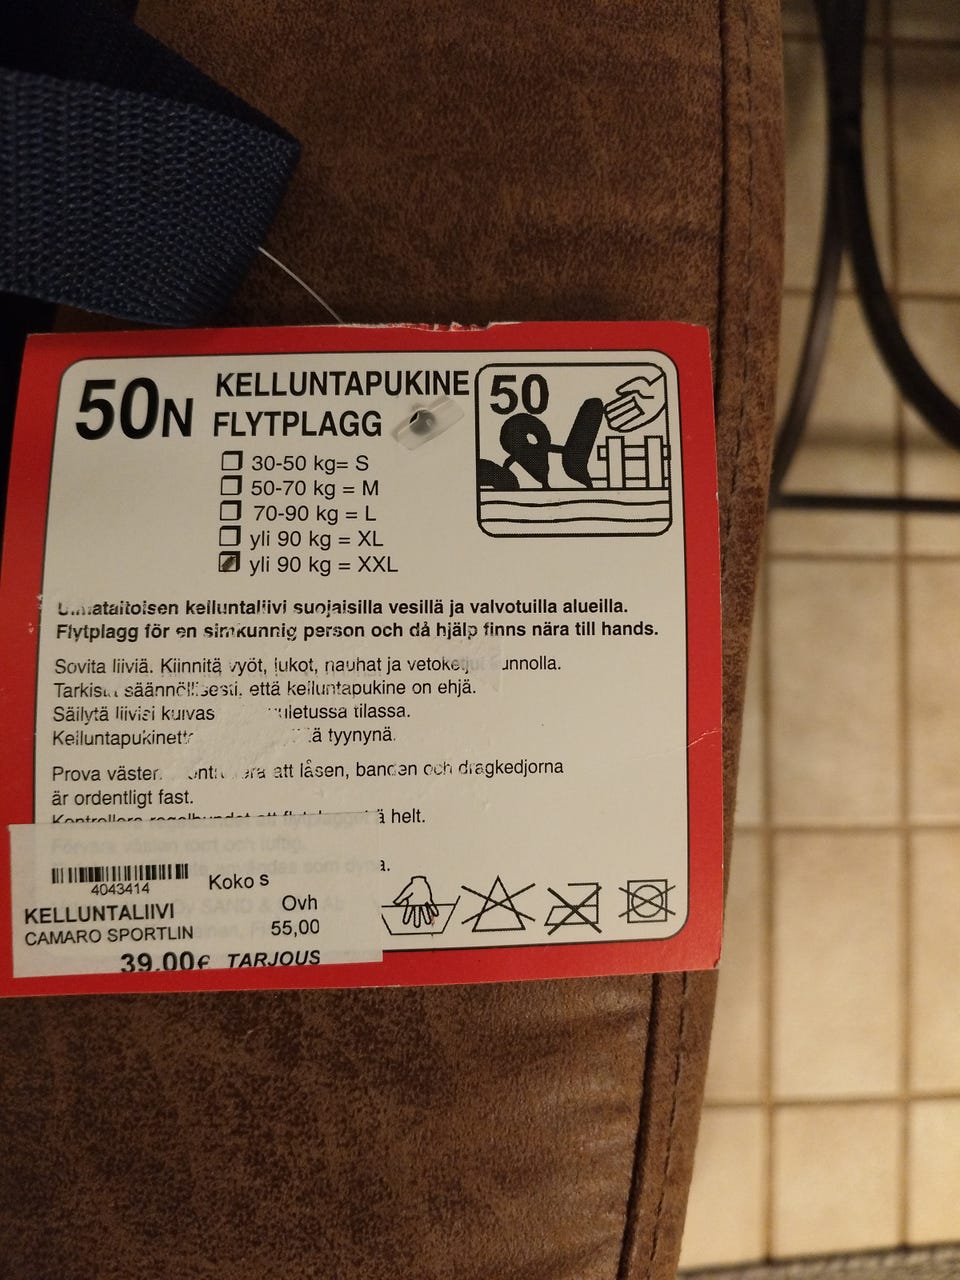 50N KELLUNTAPUKINE
FLYTPLAGG
50
30-50 kg= S
50-70 kg = M
70-90 kg = L
yli 90 kg = XL
yli 90 kg = XXL
keiluntaliivi suojaisilla vesillä ja valvotuilla alueilla.
Flytplagg för en simkunnig person och då hjälp finns nära till hands.
Sovita liiviä. Kiinnitä vyöt, lukot, nauhat ja
säännöllisesti, että kelluntapukine on ehjä.
Säilytä liivisi tilassa.
tyynynä.
Prova att låsen, banden och dragkedjorna
är ordentligt fast.
helt.
4043414
Koko S
KELLUNTALIIVI
Ovh
CAMARO SPORTLIN
55,00
39,00€ TARJOUS